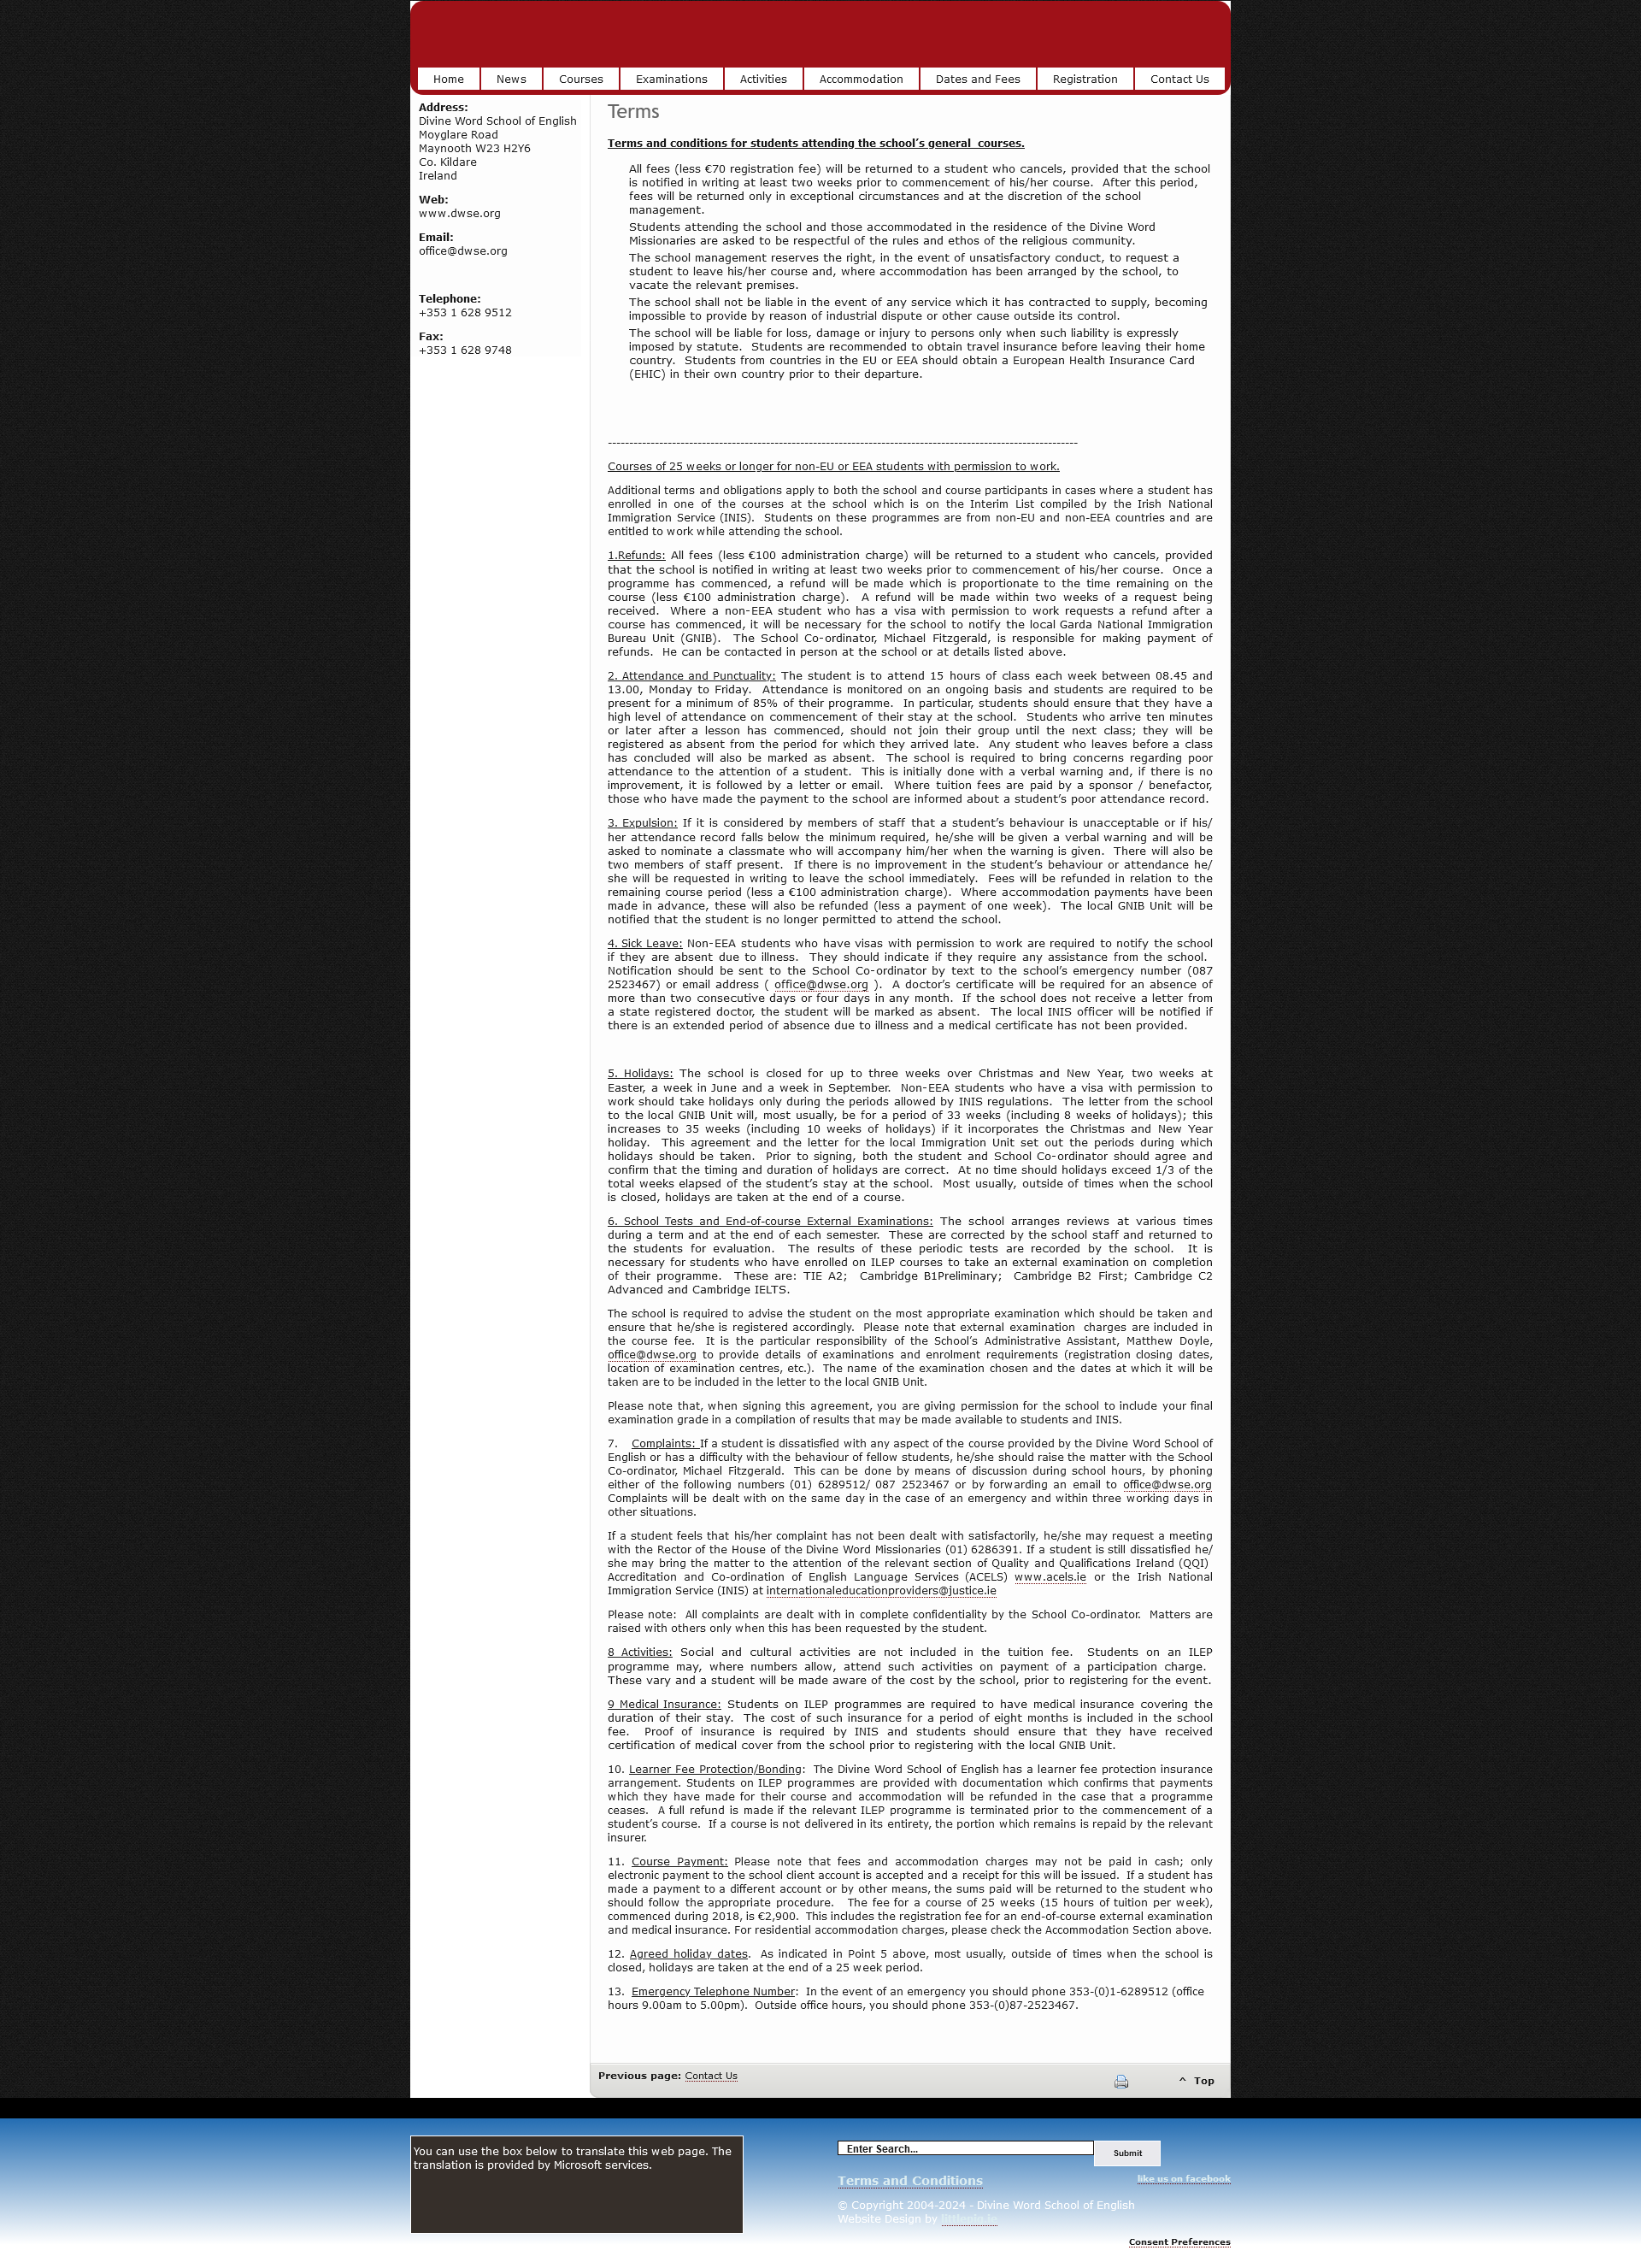 Home News Courses Examinations Activities Accommodation Dates and Fees Registration Contact Us
Address:
Divine Word School of English
Moyglare Road
Maynooth W23 H2Y6
Co. Kildare
Ireland
Web:
www.dwse.org
Email:
office@dwse.org
Telephone:
+353 1 628 9512
Fax:
+353 1 628 9748
Terms
Terms and conditions for students attending the school’s general courses.
All fees (less €70 registration fee) will be returned to a student who cancels, provided that the school
is notified in writing at least two weeks prior to commencement of his/her course. After this period,
fees will be returned only in exceptional circumstances and at the discretion of the school
management.
Students attending the school and those accommodated in the residence of the Divine Word
Missionaries are asked to be respectful of the rules and ethos of the religious community.
The school management reserves the right, in the event of unsatisfactory conduct, to request a
student to leave his/her course and, where accommodation has been arranged by the school, to
vacate the relevant premises.
The school shall not be liable in the event of any service which it has contracted to supply, becoming
impossible to provide by reason of industrial dispute or other cause outside its control.
The school will be liable for loss, damage or injury to persons only when such liability is expressly
imposed by statute. Students are recommended to obtain travel insurance before leaving their home
country. Students from countries in the EU or EEA should obtain a European Health Insurance Card
(EHIC) in their own country prior to their departure.
--------------------------------------------------------------------------------------------------------------
Courses of 25 weeks or longer for non-EU or EEA students with permission to work.
Additional terms and obligations apply to both the school and course participants in cases where a student has
enrolled in one of the courses at the school which is on the Interim List compiled by the Irish National
Immigration Service (INIS). Students on these programmes are from non-EU and non-EEA countries and are
entitled to work while attending the school.
1.Refunds: All fees (less €100 administration charge) will be returned to a student who cancels, provided
that the school is notified in writing at least two weeks prior to commencement of his/her course. Once a
programme has commenced, a refund will be made which is proportionate to the time remaining on the
course (less €100 administration charge). A refund will be made within two weeks of a request being
received. Where a non-EEA student who has a visa with permission to work requests a refund after a
course has commenced, it will be necessary for the school to notify the local Garda National Immigration
Bureau Unit (GNIB). The School Co-ordinator, Michael Fitzgerald, is responsible for making payment of
refunds. He can be contacted in person at the school or at details listed above.
2. Attendance and Punctuality: The student is to attend 15 hours of class each week between 08.45 and
13.00, Monday to Friday. Attendance is monitored on an ongoing basis and students are required to be
present for a minimum of 85% of their programme. In particular, students should ensure that they have a
high level of attendance on commencement of their stay at the school. Students who arrive ten minutes
or later after a lesson has commenced, should not join their group until the next class; they will be
registered as absent from the period for which they arrived late. Any student who leaves before a class
has concluded will also be marked as absent. The school is required to bring concerns regarding poor
attendance to the attention of a student. This is initially done with a verbal warning and, if there is no
improvement, it is followed by a letter or email. Where tuition fees are paid by a sponsor / benefactor,
those who have made the payment to the school are informed about a student’s poor attendance record.
3. Expulsion: If it is considered by members of staff that a student’s behaviour is unacceptable or if his/
her attendance record falls below the minimum required, he/she will be given a verbal warning and will be
asked to nominate a classmate who will accompany him/her when the warning is given. There will also be
two members of staff present. If there is no improvement in the student’s behaviour or attendance he/
she will be requested in writing to leave the school immediately. Fees will be refunded in relation to the
remaining course period (less a €100 administration charge). Where accommodation payments have been
made in advance, these will also be refunded (less a payment of one week). The local GNIB Unit will be
notified that the student is no longer permitted to attend the school.
4. Sick Leave: Non-EEA students who have visas with permission to work are required to notify the school
if they are absent due to illness. They should indicate if they require any assistance from the school.
Notification should be sent to the School Co-ordinator by text to the school’s emergency number (087
2523467) or email address ( office@dwse.org ). A doctor’s certificate will be required for an absence of
more than two consecutive days or four days in any month. If the school does not receive a letter from
a state registered doctor, the student will be marked as absent. The local INIS officer will be notified if
there is an extended period of absence due to illness and a medical certificate has not been provided.
5. Holidays: The school is closed for up to three weeks over Christmas and New Year, two weeks at
Easter, a week in June and a week in September. Non-EEA students who have a visa with permission to
work should take holidays only during the periods allowed by INIS regulations. The letter from the school
to the local GNIB Unit will, most usually, be for a period of 33 weeks (including 8 weeks of holidays); this
increases to 35 weeks (including 10 weeks of holidays) if it incorporates the Christmas and New Year
holiday. This agreement and the letter for the local Immigration Unit set out the periods during which
holidays should be taken. Prior to signing, both the student and School Co-ordinator should agree and
confirm that the timing and duration of holidays are correct. At no time should holidays exceed 1/3 of the
total weeks elapsed of the student’s stay at the school. Most usually, outside of times when the school
is closed, holidays are taken at the end of a course.
6. School Tests and End-of-course External Examinations: The school arranges reviews at various times
during a term and at the end of each semester. These are corrected by the school staff and returned to
the students for evaluation. The results of these periodic tests are recorded by the school. It is
necessary for students who have enrolled on ILEP courses to take an external examination on completion
of their programme. These are: TIE A2; Cambridge B1Preliminary; Cambridge B2 First; Cambridge C2
Advanced and Cambridge IELTS.
The school is required to advise the student on the most appropriate examination which should be taken and
ensure that he/she is registered accordingly. Please note that external examination charges are included in
the course fee. It is the particular responsibility of the School’s Administrative Assistant, Matthew Doyle,
office@dwse.org to provide details of examinations and enrolment requirements (registration closing dates,
location of examination centres, etc.). The name of the examination chosen and the dates at which it will be
taken are to be included in the letter to the local GNIB Unit.
Please note that, when signing this agreement, you are giving permission for the school to include your final
examination grade in a compilation of results that may be made available to students and INIS.
7. Complaints: If a student is dissatisfied with any aspect of the course provided by the Divine Word School of
English or has a difficulty with the behaviour of fellow students, he/she should raise the matter with the School
Co-ordinator, Michael Fitzgerald. This can be done by means of discussion during school hours, by phoning
either of the following numbers (01) 6289512/ 087 2523467 or by forwarding an email to office@dwse.org
Complaints will be dealt with on the same day in the case of an emergency and within three working days in
other situations.
If a student feels that his/her complaint has not been dealt with satisfactorily, he/she may request a meeting
with the Rector of the House of the Divine Word Missionaries (01) 6286391. If a student is still dissatisfied he/
she may bring the matter to the attention of the relevant section of Quality and Qualifications Ireland (QQI)
Accreditation and Co-ordination of English Language Services (ACELS) www.acels.ie or the Irish National
Immigration Service (INIS) at internationaleducationproviders@justice.ie
Please note: All complaints are dealt with in complete confidentiality by the School Co-ordinator. Matters are
raised with others only when this has been requested by the student.
8 Activities: Social and cultural activities are not included in the tuition fee. Students on an ILEP
programme may, where numbers allow, attend such activities on payment of a participation charge.
These vary and a student will be made aware of the cost by the school, prior to registering for the event.
9 Medical Insurance: Students on ILEP programmes are required to have medical insurance covering the
duration of their stay. The cost of such insurance for a period of eight months is included in the school
fee. Proof of insurance is required by INIS and students should ensure that they have received
certification of medical cover from the school prior to registering with the local GNIB Unit.
10. Learner Fee Protection/Bonding: The Divine Word School of English has a learner fee protection insurance
arrangement. Students on ILEP programmes are provided with documentation which confirms that payments
which they have made for their course and accommodation will be refunded in the case that a programme
ceases. A full refund is made if the relevant ILEP programme is terminated prior to the commencement of a
student’s course. If a course is not delivered in its entirety, the portion which remains is repaid by the relevant
insurer.
11. Course Payment: Please note that fees and accommodation charges may not be paid in cash; only
electronic payment to the school client account is accepted and a receipt for this will be issued. If a student has
made a payment to a different account or by other means, the sums paid will be returned to the student who
should follow the appropriate procedure. The fee for a course of 25 weeks (15 hours of tuition per week),
commenced during 2018, is €2,900. This includes the registration fee for an end-of-course external examination
and medical insurance. For residential accommodation charges, please check the Accommodation Section above.
12. Agreed holiday dates. As indicated in Point 5 above, most usually, outside of times when the school is
closed, holidays are taken at the end of a 25 week period.
13. Emergency Telephone Number: In the event of an emergency you should phone 353-(0)1-6289512 (office
hours 9.00am to 5.00pm). Outside office hours, you should phone 353-(0)87-2523467.
Previous page: Contact Us
^ Top
You can use the box below to translate this web page. The
translation is provided by Microsoft services.
Enter Search...
Submit
Terms and Conditions
like us on facebook
© Copyright 2004-2024 - Divine Word School of English
Website Design by
Consent Preferences